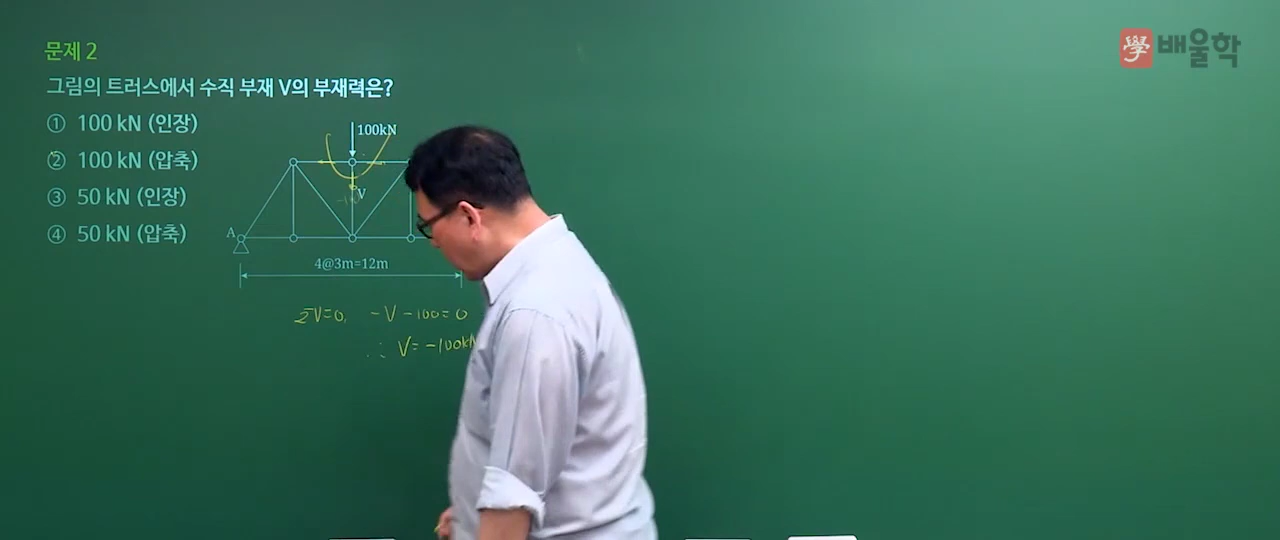 學 배울학
문제 2
그림의 트러스에서 수직 부재 V의 부재력은?
① 100 kN (인장)
② 100 kN (압축)
③ 50 kN (인장)
④ 50 kN (압축)
100kN
V
A
4@3m=12m
ΣV=0, -V-100=0
∴ V=-100kN